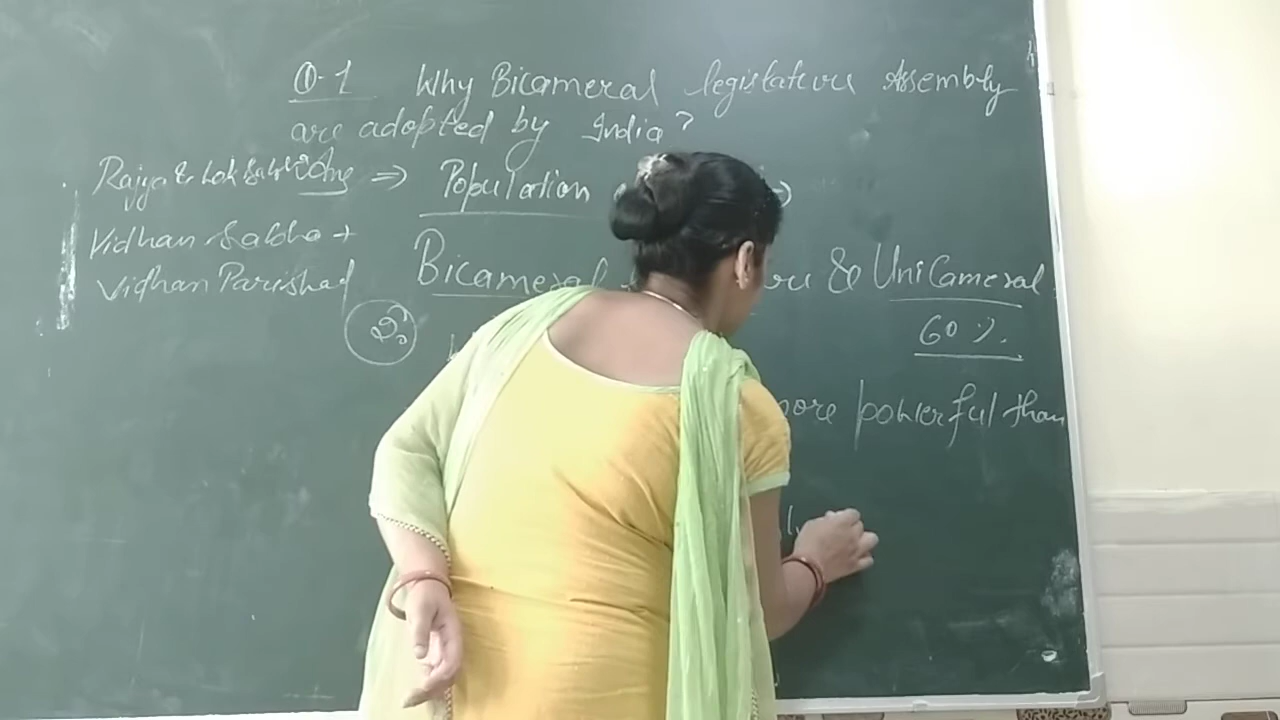 Q-1 Why Bicameral legislature Assembly
are adopted by India?
Rajya & Lok Sabha ⇒ Population
Vidhan Sabha +
Vidhan Parishad
Bicameral & UniCameral
2
60 %.
more powerful than